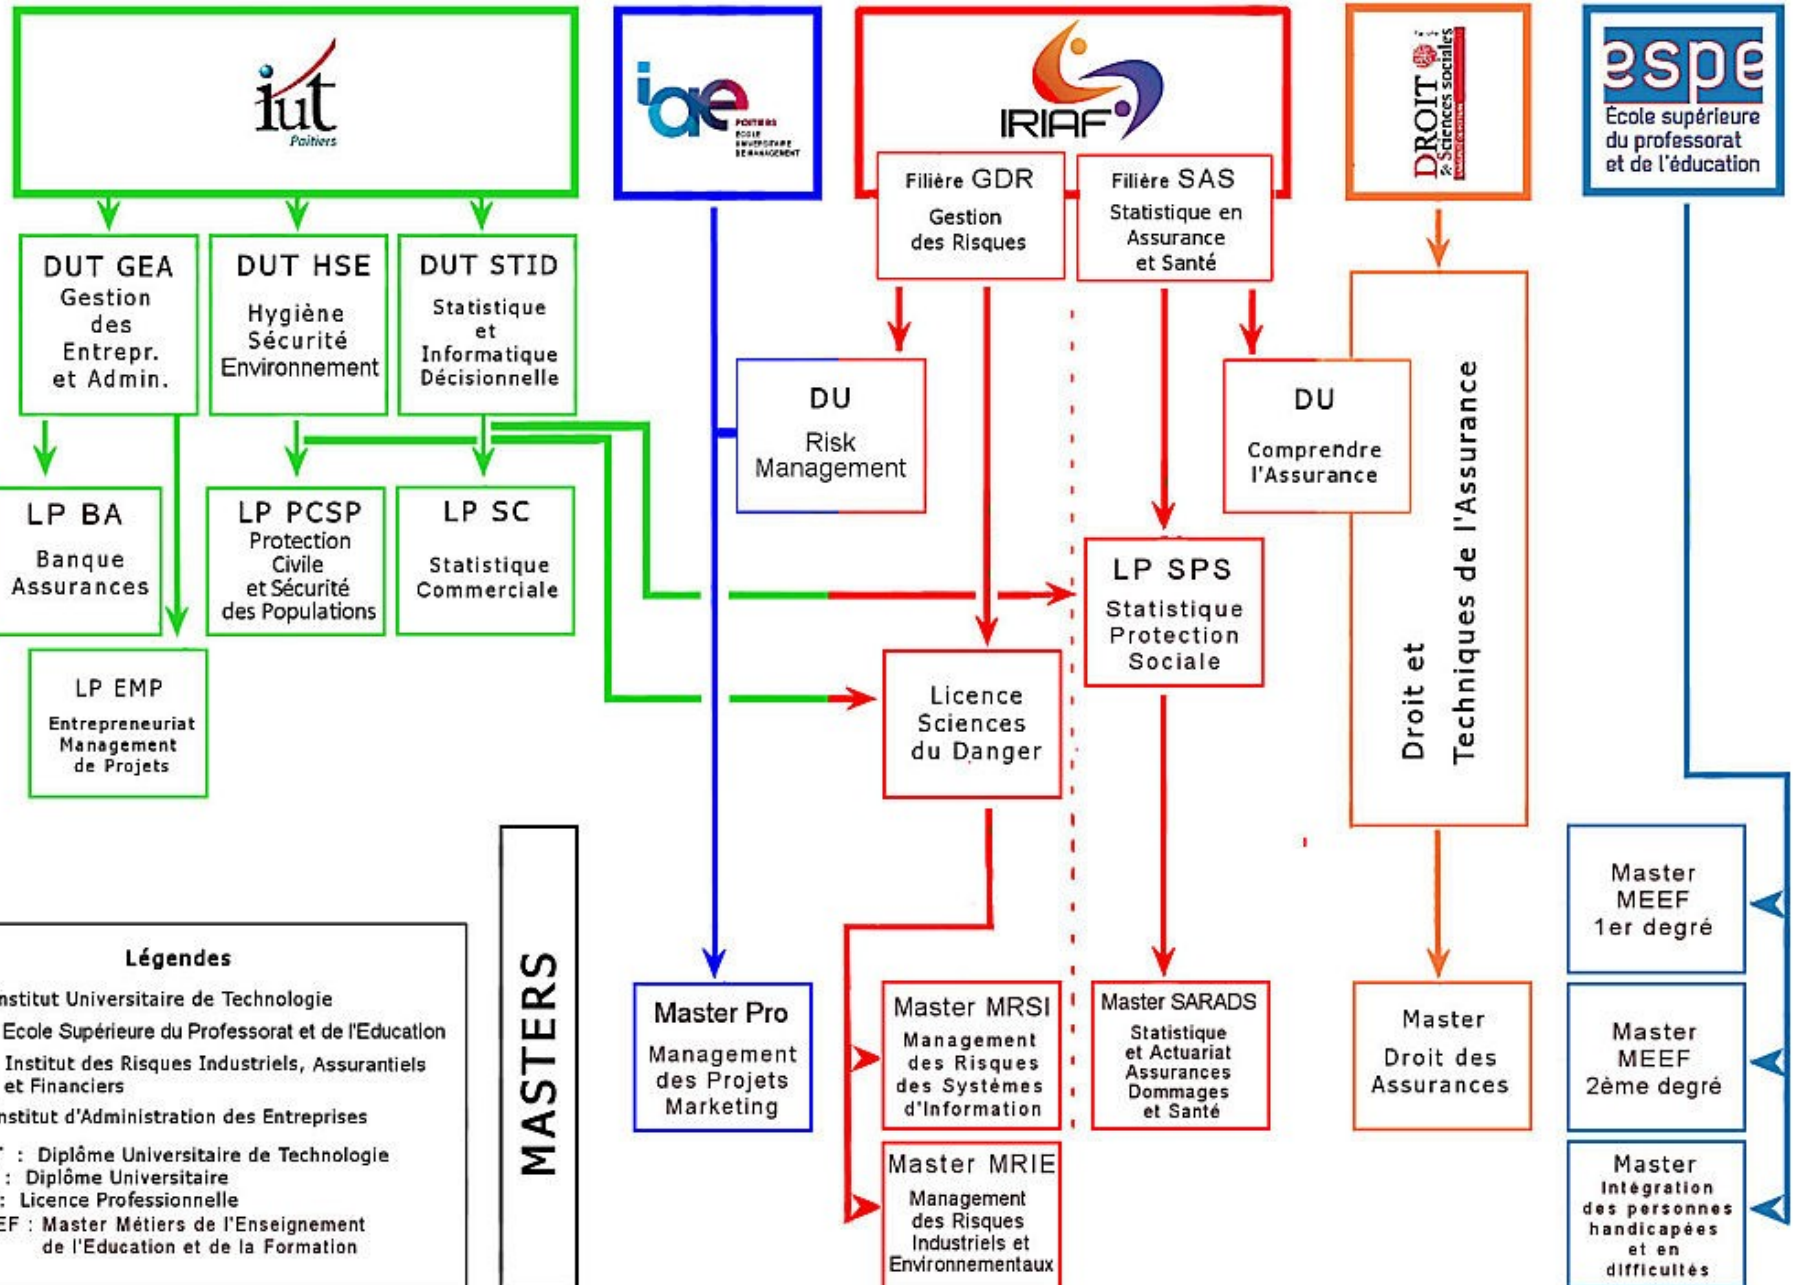 iut
Poitiers
iae
POITIERS
ECOLE
UNIVERSITAIRE
DE MANAGEMENT
IRIAF
DROIT
& Sciences sociales
espe
École supérieure
du professorat
et de l'éducation
Filière GDR
Gestion
des Risques
Filière SAS
Statistique en
Assurance
et Santé
DUT GEA
Gestion
des
Entrepr.
et Admin.
DUT HSE
Hygiène
Sécurité
Environnement
DUT STID
Statistique
et
Informatique
Décisionnelle
DU
Risk
Management
DU
Comprendre
l'Assurance
Droit et
Techniques de l'Assurance
LP BA
Banque
Assurances
LP PCSP
Protection
Civile
et Sécurité
des Populations
LP SC
Statistique
Commerciale
LP SPS
Statistique
Protection
Sociale
LP EMP
Entrepreneuriat
Management
de Projets
Licence
Sciences
du Danger
MASTERS
Master Pro
Management
des Projets
Marketing
Master MRSI
Management
des Risques
des Systèmes
d'Information
Master SARADS
Statistique
et Actuariat
Assurances
Dommages
et Santé
Master
Droit des
Assurances
Master
MEEF
1er degré
Master
MEEF
2ème degré
Master MRIE
Management
des Risques
Industriels et
Environnementaux
Master
Intégration
des personnes
handicapées
et en
difficultés
Légendes
nstitut Universitaire de Technologie
Ecole Supérieure du Professorat et de l'Education
Institut des Risques Industriels, Assurantiels
et Financiers
nstitut d'Administration des Entreprises
: Diplôme Universitaire de Technologie
: Diplôme Universitaire
: Licence Professionnelle
EF : Master Métiers de l'Enseignement
de l'Education et de la Formation